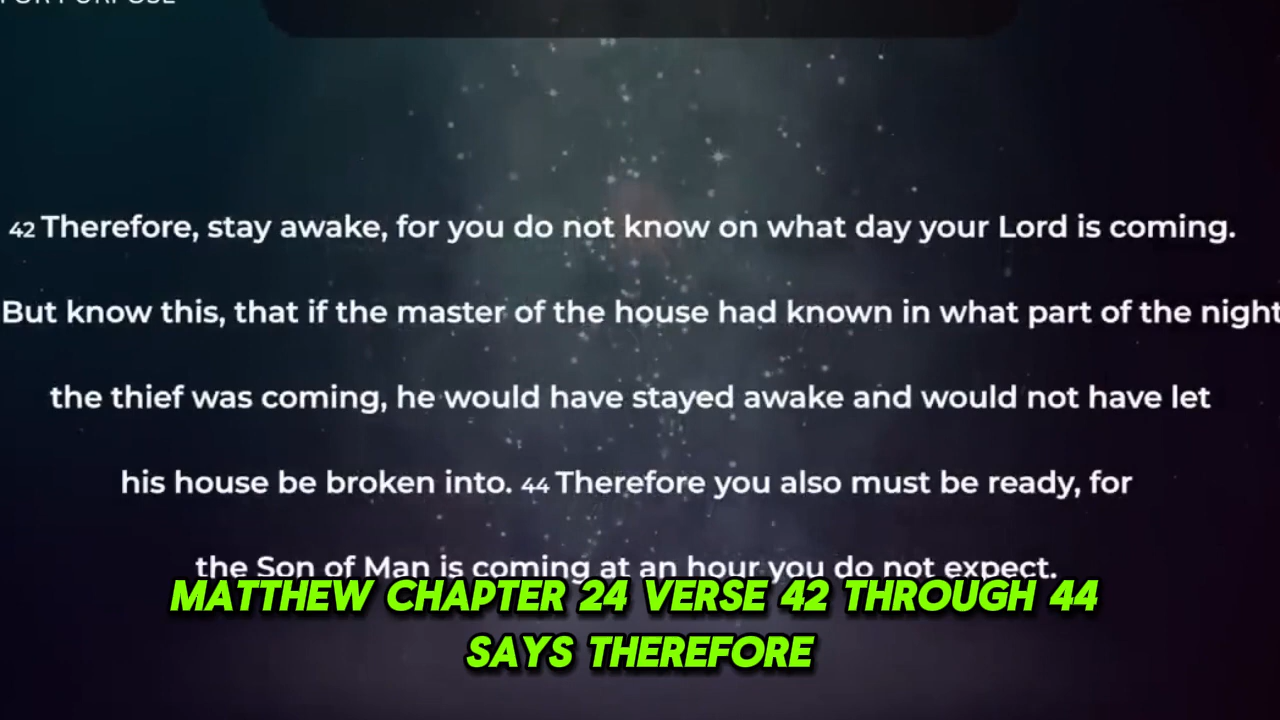 FOR PURPOSE
42 Therefore, stay awake, for you do not know on what day your Lord is coming.
But know this, that if the master of the house had known in what part of the night
the thief was coming, he would have stayed awake and would not have let
his house be broken into. 44 Therefore you also must be ready, for
the Son of Man is coming at an hour you do not expect.
MATTHEW CHAPTER 24 VERSE 42 THROUGH 44
SAYS THEREFORE